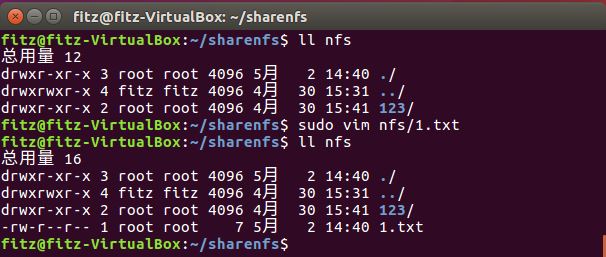 fitz@fitz-VirtualBox: ~/sharenfs
fitz@fitz-VirtualBox:~/sharenfs$ ll nfs
总用量 12
drwxr-xr-x 3 root root 4096 5月   2 14:40 ./
drwxrwxr-x 4 fitz fitz 4096 4月  30 15:31 ../
drwxr-xr-x 2 root root 4096 4月  30 15:41 123/
fitz@fitz-VirtualBox:~/sharenfs$ sudo vim nfs/1.txt
fitz@fitz-VirtualBox:~/sharenfs$ ll nfs
总用量 16
drwxr-xr-x 3 root root 4096 5月   2 14:40 ./
drwxrwxr-x 4 fitz fitz 4096 4月  30 15:31 ../
drwxr-xr-x 2 root root 4096 4月  30 15:41 123/
-rw-r--r-- 1 root root    7 5月   2 14:40 1.txt
fitz@fitz-VirtualBox:~/sharenfs$